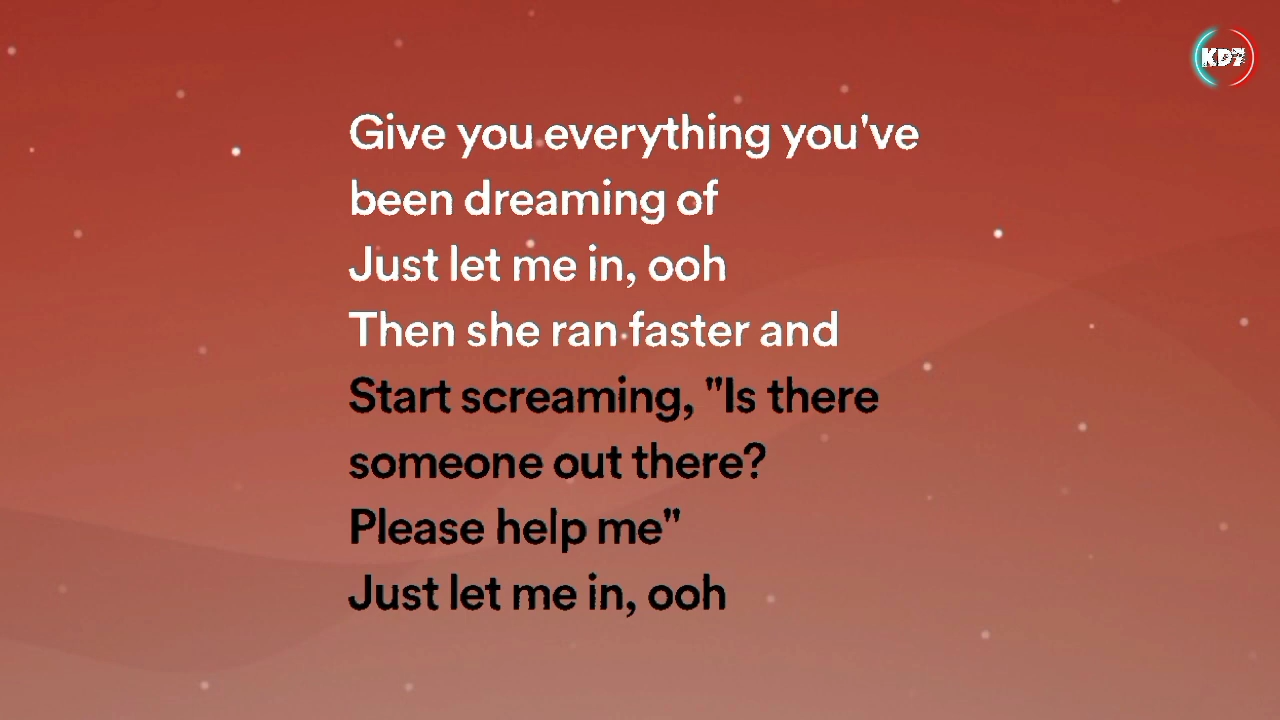 KD7
Give you everything you've
been dreaming of
Just let me in, ooh
Then she ran faster and
Start screaming, "Is there
someone out there?
Please help me"
Just let me in, ooh